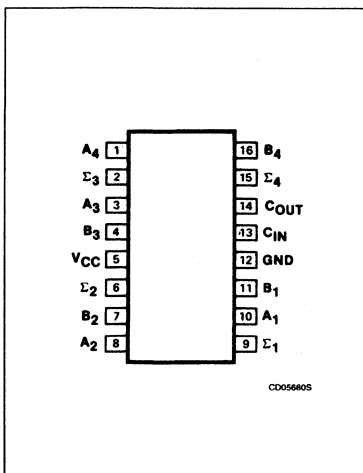 A4 1 16 B4
Σ3 2 15 Σ4
A3 3 14 COUT
B3 4 13 CIN
VCC 5 12 GND
Σ2 6 11 B1
B2 7 10 A1
A2 8 9 Σ1
CD05680S